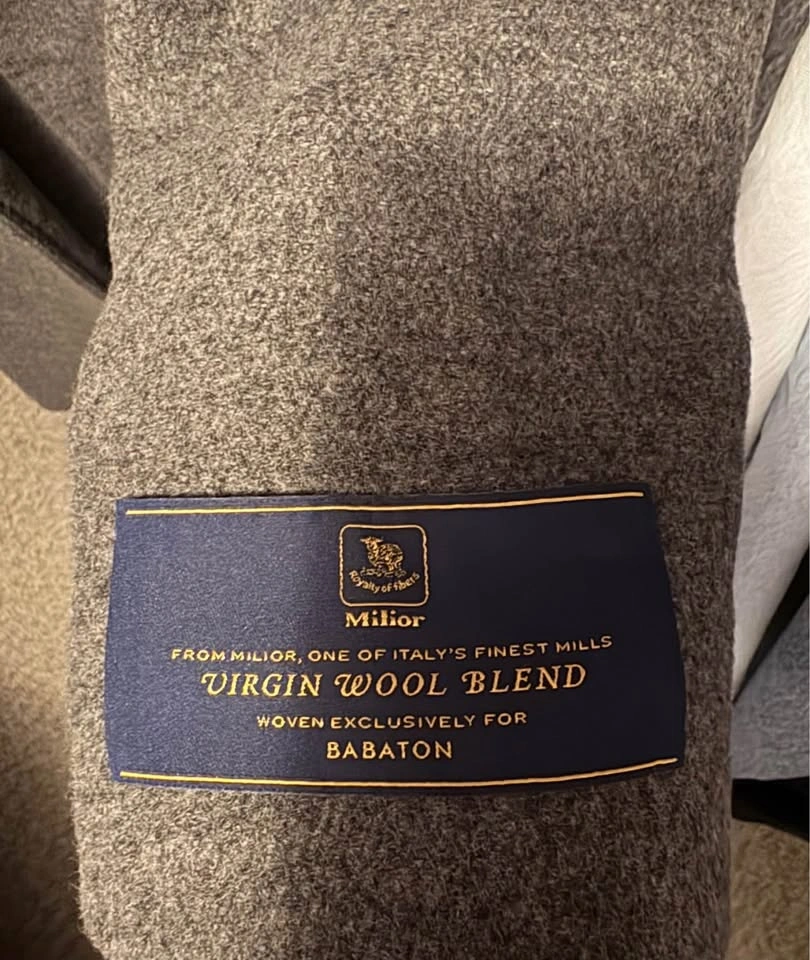 Royalty of fibers
Milior
FROM MILIOR, ONE OF ITALY'S FINEST MILLS
VIRGIN WOOL BLEND
WOVEN EXCLUSIVELY FOR
BABATON